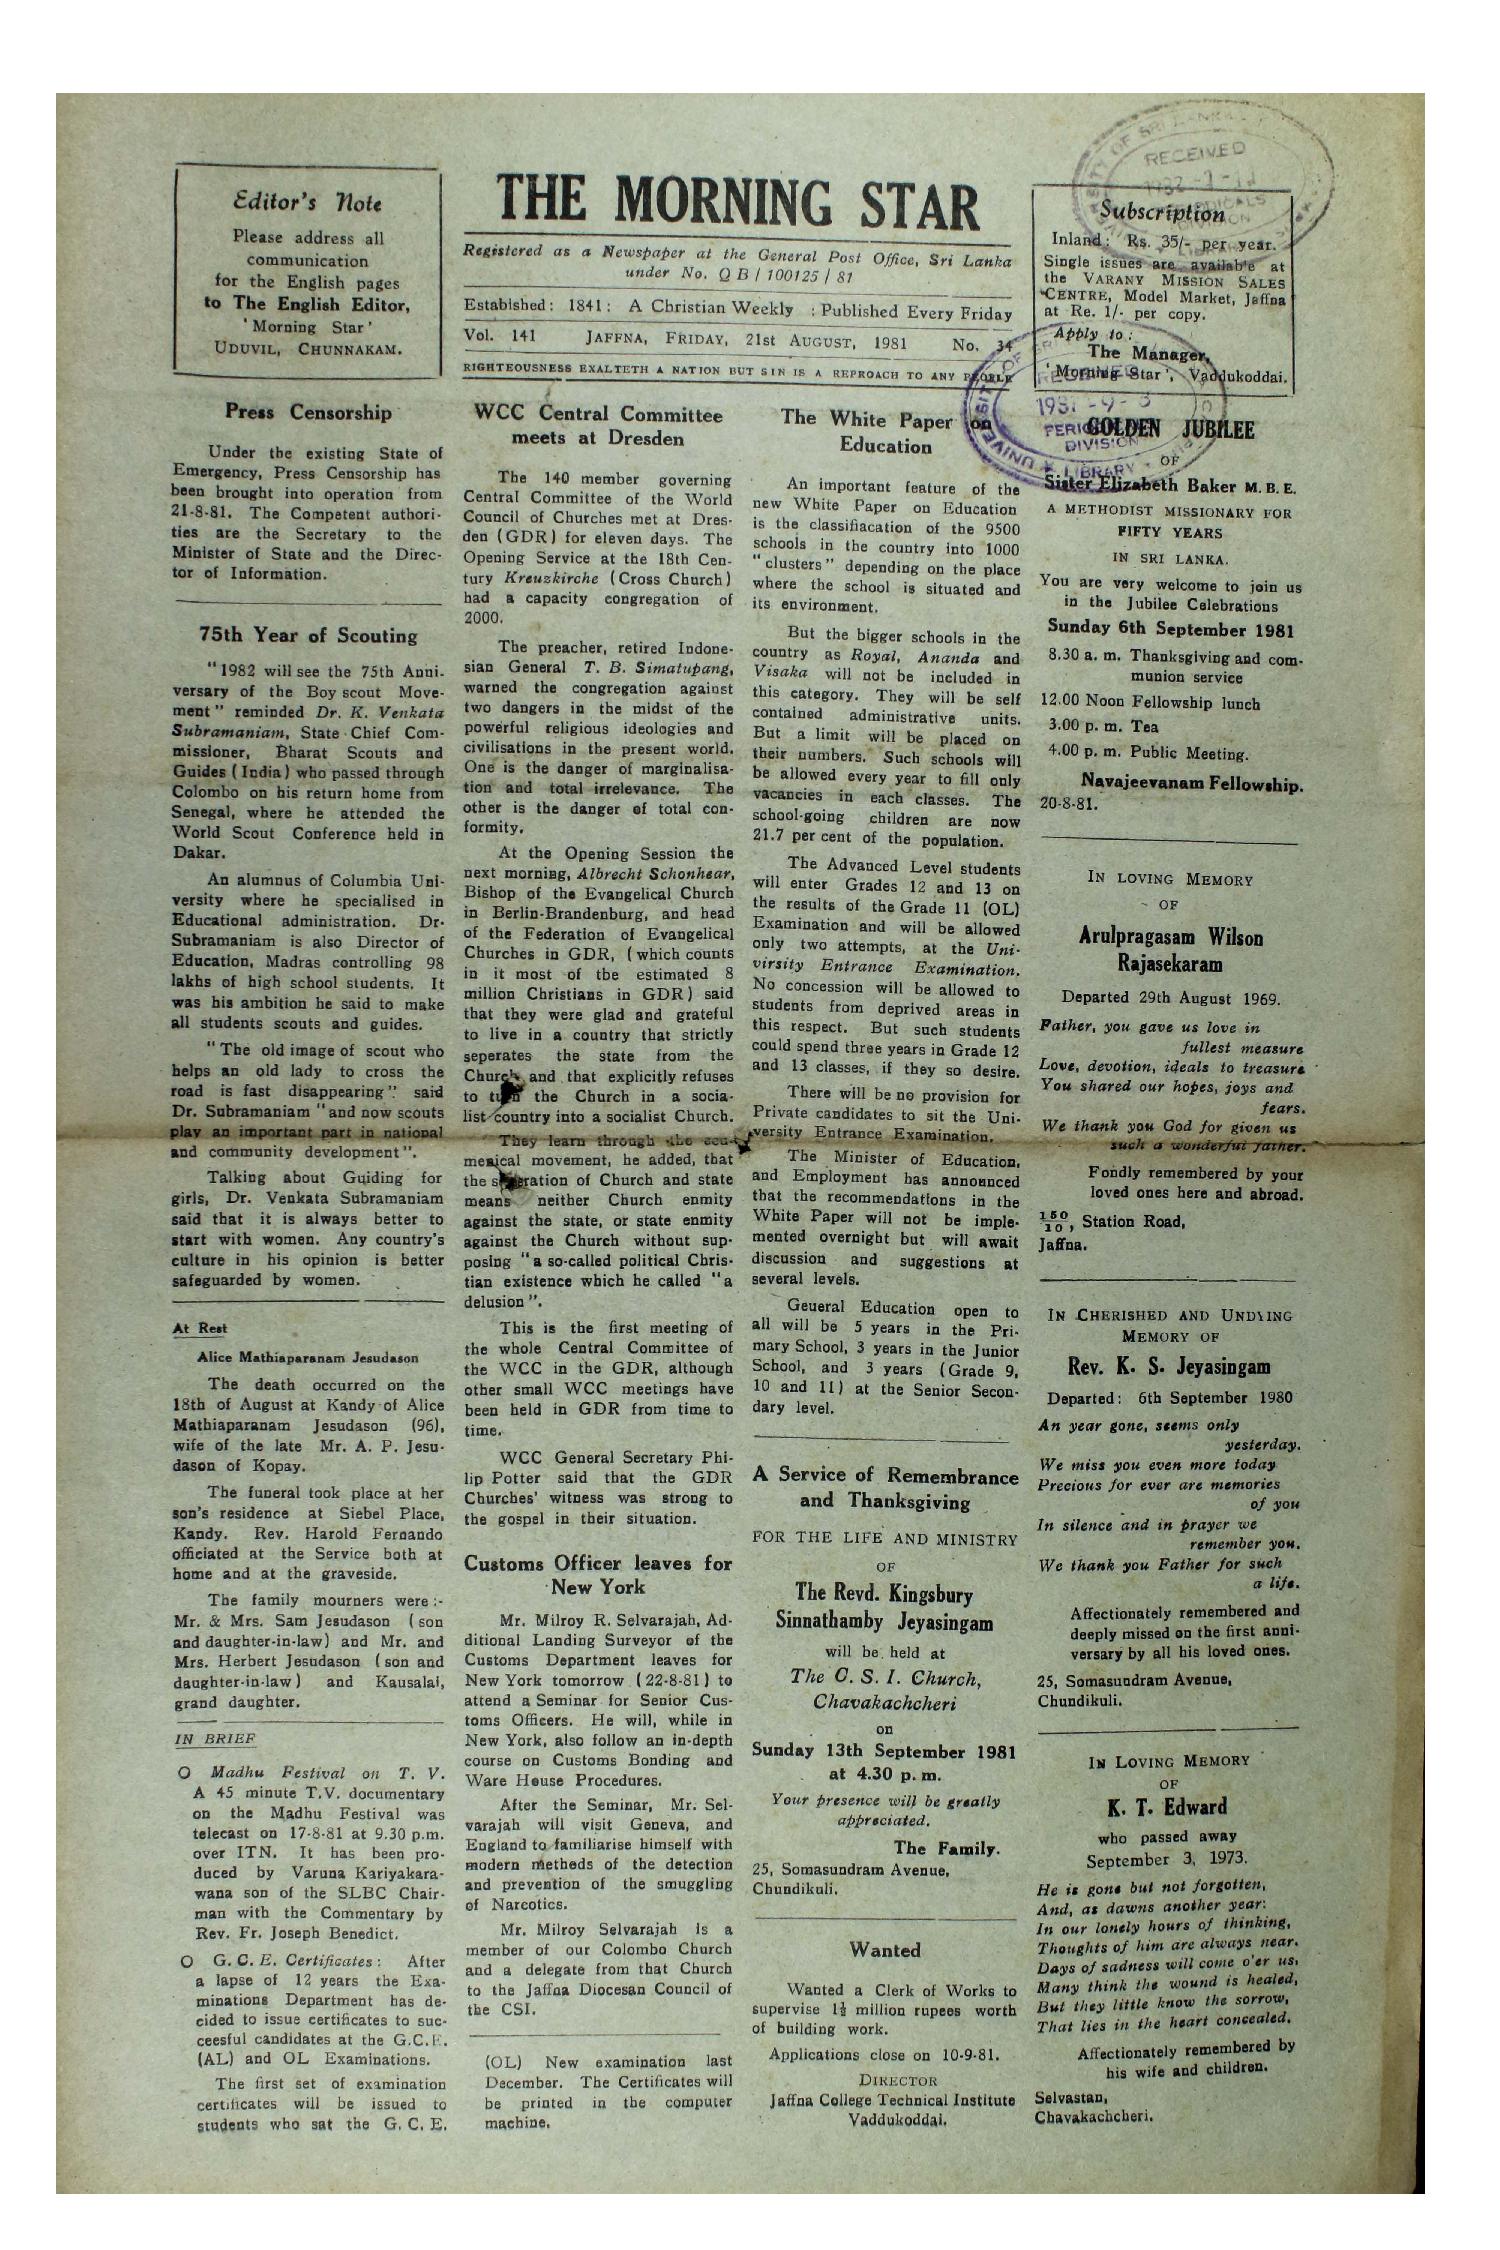 Editor's Note
Please address all
communication
for the English pages
to The English Editor,
'Morning Star'
UDUVIL, CHUNNAKAM.
THE MORNING STAR
Registered as a Newspaper at the General Post Office, Sri Lanka
under No. Q B / 100125 / 81
Established: 1841: A Christian Weekly : Published Every Friday
Vol. 141 JAFFNA, FRIDAY, 21st AUGUST, 1981 No. 34
RIGHTEOUSNESS EXALTETH A NATION BUT SIN IS A REPROACH TO ANY PEOPLE
Subscription
Inland: Rs. 35/- per year.
Single issues are available at
the VARANY MISSION SALES
CENTRE, Model Market, Jaffna
at Re. 1/- per copy.
Apply to:
The Manager,
'Morning Star', Vaddukoddai.
RECEIVED
RECEIVED
PERIODICALS
DIVISION
LIBRARY
Press Censorship
Under the existing State of
Emergency, Press Censorship has
been brought into operation from
21-8-81. The Competent authori-
ties are the Secretary to the
Minister of State and the Direc-
tor of Information.
75th Year of Scouting
"1982 will see the 75th Anni-
versary of the Boy scout Move-
ment" reminded Dr. K. Venkata
Subramaniam, State Chief Com-
missioner, Bharat Scouts and
Guides (India) who passed through
Colombo on his return home from
Senegal, where he attended the
World Scout Conference held in
Dakar.
An alumnus of Columbia Uni-
versity where he specialised in
Educational administration. Dr.
Subramaniam is also Director of
Education, Madras controlling 98
lakhs of high school students. It
was his ambition he said to make
all students scouts and guides.
"The old image of scout who
helps an old lady to cross the
road is fast disappearing" said
Dr. Subramaniam "and now scouts
play an important part in national
and community development".
Talking about Guiding for
girls, Dr. Venkata Subramaniam
said that it is always better to
start with women. Any country's
culture in his opinion is better
safeguarded by women.
At Rest
Alice Mathiaparanam Jesudason
The death occurred on the
18th of August at Kandy of Alice
Mathiaparanam Jesudason (96),
wife of the late Mr. A. P. Jesu-
dason of Kopay.
The funeral took place at her
son's residence at Siebel Place,
Kandy. Rev. Harold Fernando
officiated at the Service both at
home and at the graveside.
The family mourners were :-
Mr. & Mrs. Sam Jesudason (son
and daughter-in-law) and Mr. and
Mrs. Herbert Jesudason (son and
daughter-in-law) and Kausalai,
grand daughter.
IN BRIEF
O Madhu Festival on T. V.
A 45 minute T.V. documentary
on the Madhu Festival was
telecast on 17-8-81 at 9.30 p.m.
over ITN. It has been pro-
duced by Varuna Kariyakara-
wana son of the SLBC Chair-
man with the Commentary by
Rev. Fr. Joseph Benedict.
O G. C. E. Certificates: After
a lapse of 12 years the Exa-
minations Department has de-
cided to issue certificates to suc-
ceesful candidates at the G.C.E.
(AL) and OL Examinations.
The first set of examination
certificates will be issued to
students who sat the G. C. E.
WCC Central Committee
meets at Dresden
The 140 member governing
Central Committee of the World
Council of Churches met at Dres-
den (GDR) for eleven days. The
Opening Service at the 18th Cen-
tury Kreuzkirche (Cross Church)
had a capacity congregation of
2000.
The preacher, retired Indone-
sian General T. B. Simatupang,
warned the congregation against
two dangers in the midst of the
powerful religious ideologies and
civilisations in the present world.
One is the danger of marginalisa-
tion and total irrelevance. The
other is the danger of total con-
formity.
At the Opening Session the
next morning, Albrecht Schonhear,
Bishop of the Evangelical Church
in Berlin-Brandenburg, and head
of the Federation of Evangelical
Churches in GDR, (which counts
in it most of the estimated 8
million Christians in GDR) said
that they were glad and grateful
to live in a country that strictly
seperates the state from the
Church and that explicitly refuses
to turn the Church in a socia-
list country into a socialist Church.
They learn through the ecu-
menical movement, he added, that
the seperation of Church and state
means neither Church enmity
against the state, or state enmity
against the Church without sup-
posing "a so-called political Chris-
tian existence which he called "a
delusion".
This is the first meeting of
the whole Central Committee of
the WCC in the GDR, although
other small WCC meetings have
been held in GDR from time to
time.
WCC General Secretary Phi-
lip Potter said that the GDR
Churches' witness was strong to
the gospel in their situation.
Customs Officer leaves for
New York
Mr. Milroy R. Selvarajah, Ad-
ditional Landing Surveyor of the
Customs Department leaves for
New York tomorrow (22-8-81) to
attend a Seminar for Senior Cus-
toms Officers. He will, while in
New York, also follow an in-depth
course on Customs Bonding and
Ware House Procedures.
After the Seminar, Mr. Sel-
varajah will visit Geneva, and
England to familiarise himself with
modern methods of the detection
and prevention of the smuggling
of Narcotics.
Mr. Milroy Selvarajah is a
member of our Colombo Church
and a delegate from that Church
to the Jaffna Diocesan Council of
the CSI.
(OL) New examination last
December. The Certificates will
be printed in the computer
machine.
The White Paper on
Education
An important feature of the
new White Paper on Education
is the classifiacation of the 9500
schools in the country into 1000
"clusters" depending on the place
where the school is situated and
its environment.
But the bigger schools in the
country as Royal, Ananda and
Visaka will not be included in
this category. They will be self
contained administrative units.
But a limit will be placed on
their numbers. Such schools will
be allowed every year to fill only
vacancies in each classes. The
school-going children are now
21.7 per cent of the population.
The Advanced Level students
will enter Grades 12 and 13 on
the results of the Grade 11 (OL)
Examination and will be allowed
only two attempts, at the Uni-
virsity Entrance Examination.
No concession will be allowed to
students from deprived areas in
this respect. But such students
could spend three years in Grade 12
and 13 classes, if they so desire.
There will be no provision for
Private candidates to sit the Uni-
versity Entrance Examination.
The Minister of Education,
and Employment has announced
that the recommendations in the
White Paper will not be imple-
mented overnight but will await
discussion and suggestions at
several levels.
Geueral Education open to
all will be 5 years in the Pri-
mary School, 3 years in the Junior
School, and 3 years (Grade 9,
10 and 11) at the Senior Secon-
dary level.
A Service of Remembrance
and Thanksgiving
FOR THE LIFE AND MINISTRY
OF
The Revd. Kingsbury
Sinnathamby Jeyasingam
will be held at
The C. S. I. Church,
Chavakachcheri
on
Sunday 13th September 1981
at 4.30 p. m.
Your presence will be greatly
appreciated.
The Family.
25, Somasundram Avenue,
Chundikuli.
Wanted
Wanted a Clerk of Works to
supervise 1½ million rupees worth
of building work.
Applications close on 10-9-81.
DIRECTOR
Jaffna College Technical Institute
Vaddukoddai.
GOLDEN JUBILEE
OF
Sister Elizabeth Baker M. B. E.
A METHODIST MISSIONARY FOR
FIFTY YEARS
IN SRI LANKA.
You are very welcome to join us
in the Jubilee Celebrations
Sunday 6th September 1981
8.30 a. m. Thanksgiving and com-
munion service
12.00 Noon Fellowship lunch
3.00 p. m. Tea
4.00 p. m. Public Meeting.
Navajeevanam Fellowship.
20-8-81.
IN LOVING MEMORY
OF
Arulpragasam Wilson
Rajasekaram
Departed 29th August 1969.
Father, you gave us love in
fullest measure
Love, devotion, ideals to treasure
You shared our hopes, joys and
fears.
We thank you God for given us
such a wonderful father.
Fondly remembered by your
loved ones here and abroad.
150/10, Station Road,
Jaffna.
IN CHERISHED AND UNDYING
MEMORY OF
Rev. K. S. Jeyasingam
Departed: 6th September 1980
An year gone, seems only
yesterday.
We miss you even more today
Precious for ever are memories
of you
In silence and in prayer we
remember you.
We thank you Father for such
a life.
Affectionately remembered and
deeply missed on the first anni-
versary by all his loved ones.
25, Somasundram Avenue,
Chundikuli.
IN LOVING MEMORY
OF
K. T. Edward
who passed away
September 3, 1973.
He is gone but not forgotten,
And, as dawns another year:
In our lonely hours of thinking,
Thoughts of him are always near.
Days of sadness will come o'er us,
Many think the wound is healed,
But they little know the sorrow,
That lies in the heart concealed.
Affectionately remembered by
his wife and children.
Selvastan,
Chavakachcheri.